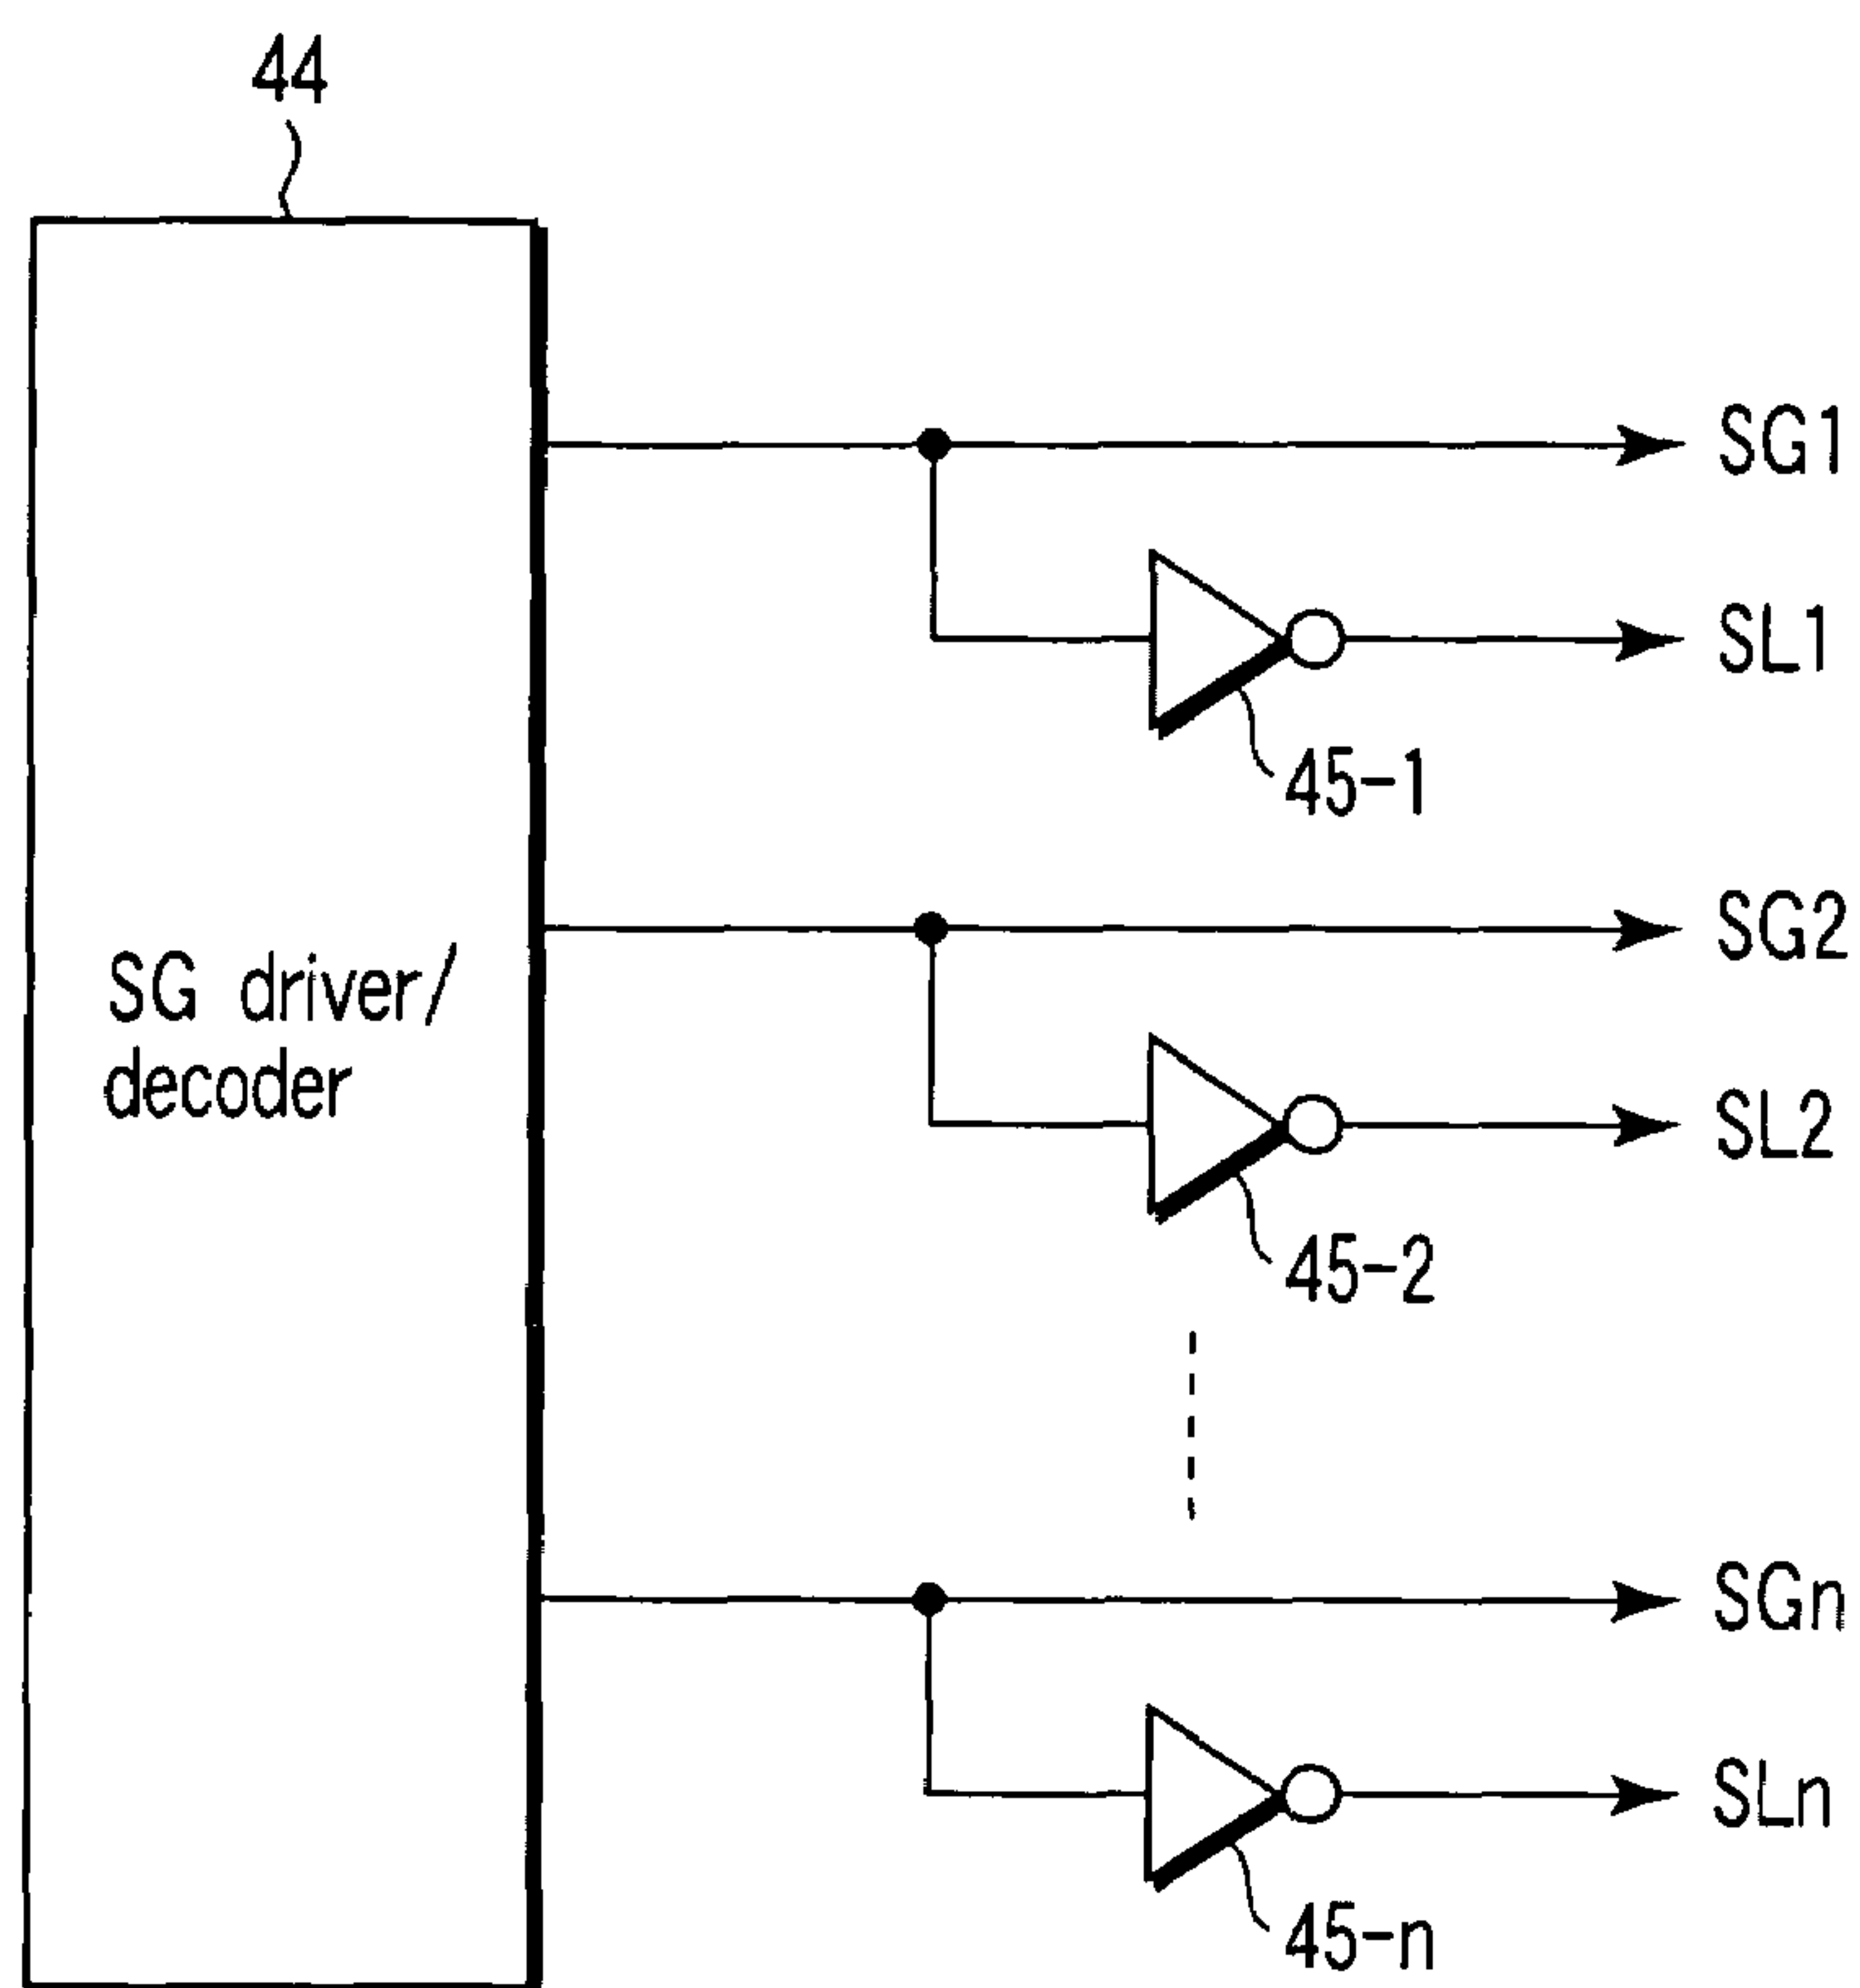 44
SG1
SL1
45-1
SG2
SG driver/
decoder
SL2
45-2
SGn
SLn
45-n